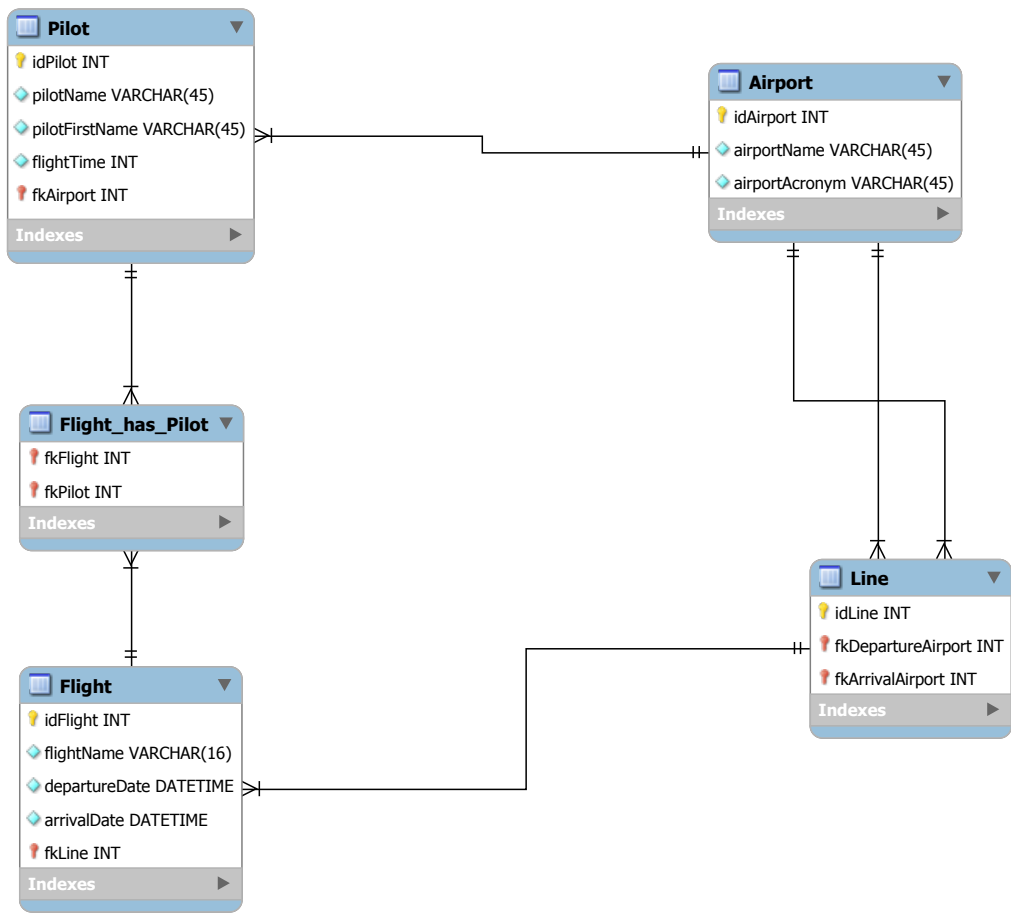 Pilot
idPilot INT
pilotName VARCHAR(45)
pilotFirstName VARCHAR(45)
flightTime INT
fkAirport INT
Indexes
Airport
idAirport INT
airportName VARCHAR(45)
airportAcronym VARCHAR(45)
Indexes
Flight_has_Pilot
fkFlight INT
fkPilot INT
Indexes
Line
idLine INT
fkDepartureAirport INT
fkArrivalAirport INT
Indexes
Flight
idFlight INT
flightName VARCHAR(16)
departureDate DATETIME
arrivalDate DATETIME
fkLine INT
Indexes